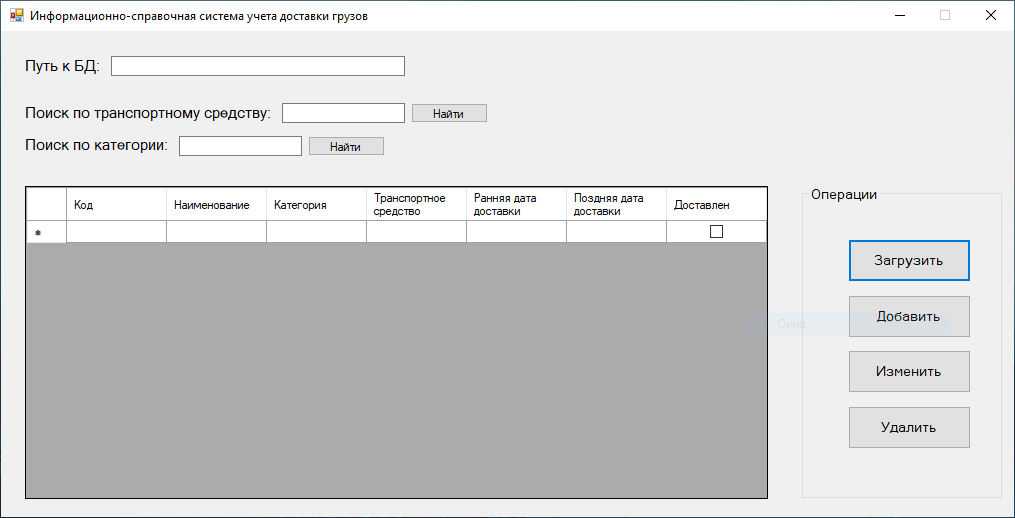 Информационно-справочная система учета доставки грузов
Путь к БД:
Поиск по транспортному средству:
Найти
Поиск по категории:
Найти
Код
Наименование
Категория
Транспортное
средство
Ранняя дата
доставки
Поздняя дата
доставки
Доставлен
Операции
Загрузить
Окно
Добавить
Изменить
Удалить